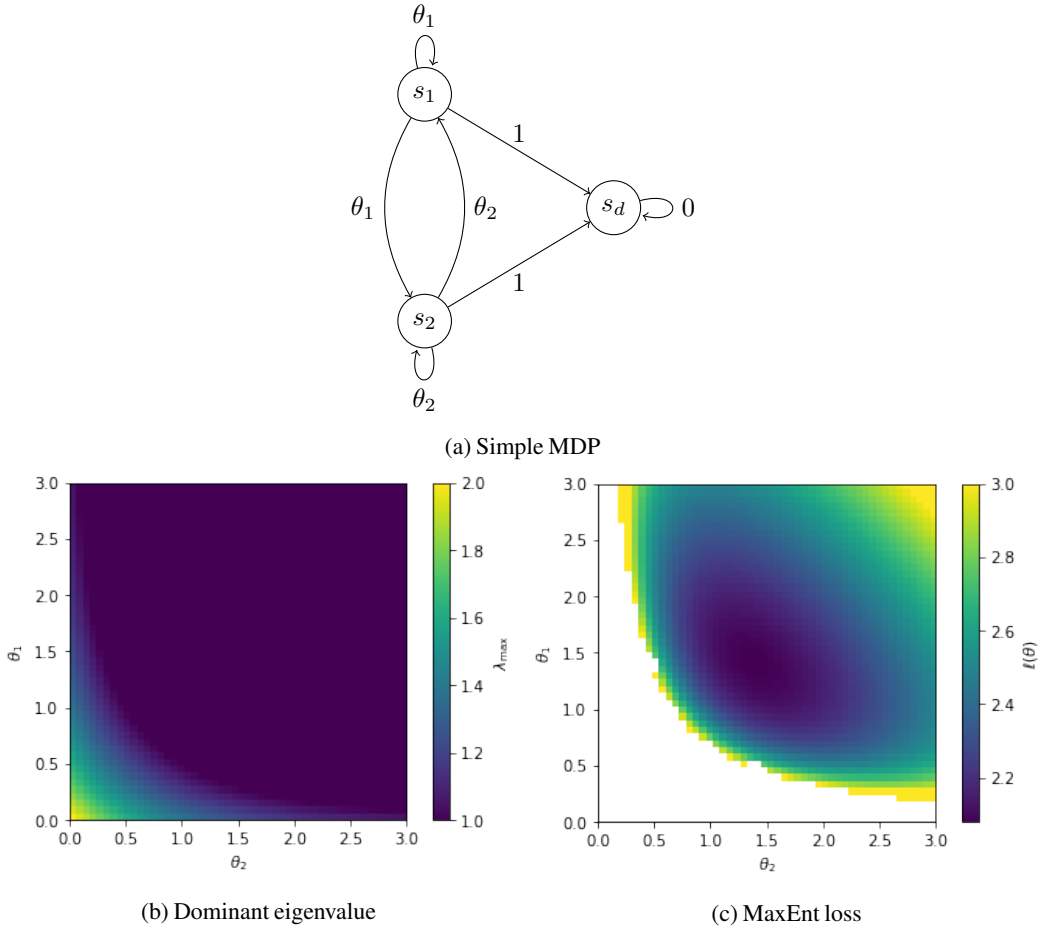 θ₁
s₁
1
θ₁
θ₂
s_d
0
1
s₂
θ₂
(a) Simple MDP
3.0
2.5
2.0
1.5
1.0
0.5
0.0
θ₁
0.0 0.5 1.0 1.5 2.0 2.5 3.0
θ₂
2.0
1.8
1.6
1.4
1.2
1.0
λmax
3.0
2.5
2.0
1.5
1.0
0.5
0.0
θ₁
0.0 0.5 1.0 1.5 2.0 2.5 3.0
θ₂
3.0
2.8
2.6
2.4
2.2
ℓ(θ)
(b) Dominant eigenvalue
(c) MaxEnt loss